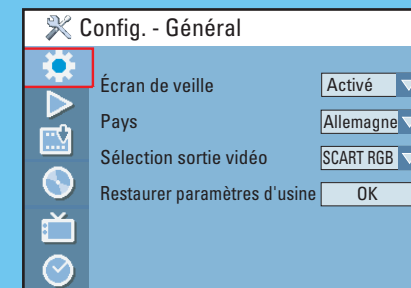 Config. - Général
Écran de veille Activé
Pays Allemagne
Sélection sortie vidéo SCART RGB
Restaurer paramètres d'usine OK